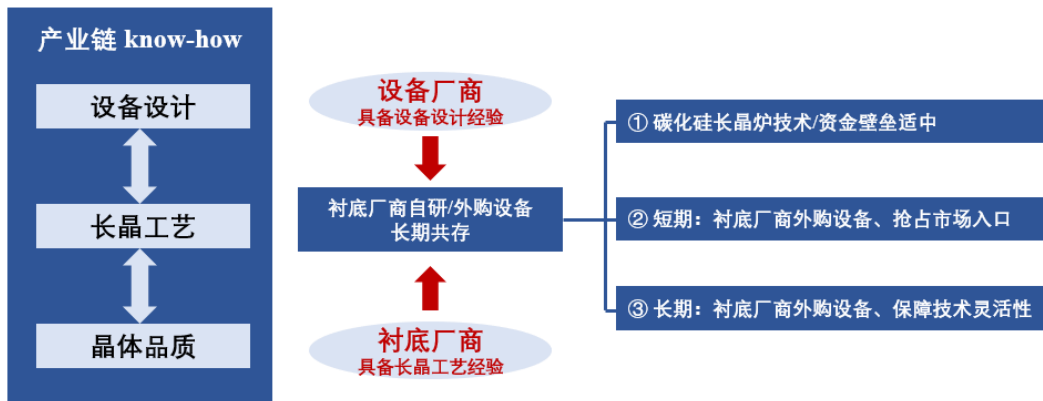 产业链 know-how
设备设计
长晶工艺
晶体品质
设备厂商
具备设备设计经验
衬底厂商自研/外购设备
长期共存
衬底厂商
具备长晶工艺经验
① 碳化硅长晶炉技术/资金壁垒适中
② 短期：衬底厂商外购设备、抢占市场入口
③ 长期：衬底厂商外购设备、保障技术灵活性